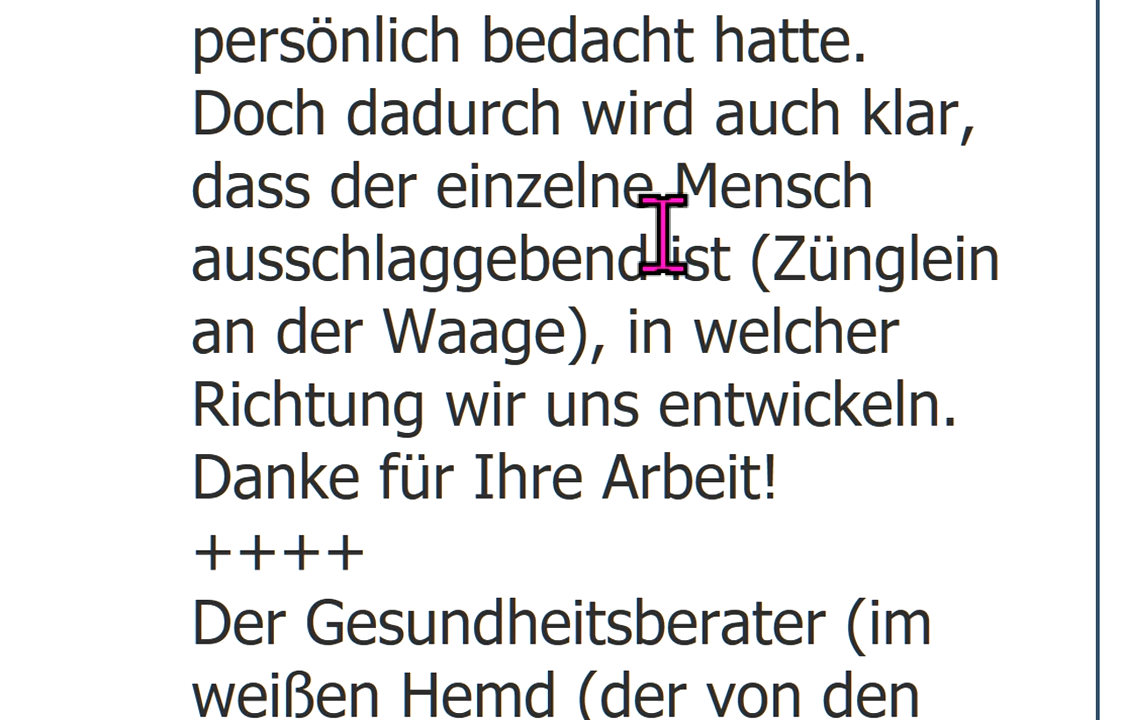 persönlich bedacht hatte.
Doch dadurch wird auch klar,
dass der einzelne Mensch
ausschlaggebend ist (Zünglein
an der Waage), in welcher
Richtung wir uns entwickeln.
Danke für Ihre Arbeit!
++++
Der Gesundheitsberater (im
weißen Hemd (der von den